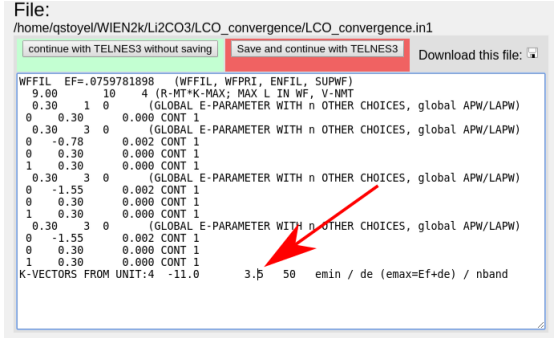 File:
/home/qstoyel/WIEN2k/Li2CO3/LCO_convergence/LCO_convergence.in1
continue with TELNES3 without saving Save and continue with TELNES3 Download this file:
WFFIL EF=.0759781898 (WFFIL, WFPRI, ENFIL, SUPWF)
9.00 10 4 (R-MT*K-MAX; MAX L IN WF, V-NMT
0.30 1 0 (GLOBAL E-PARAMETER WITH n OTHER CHOICES, global APW/LAPW)
0 0.30 0.000 CONT 1
0.30 3 0 (GLOBAL E-PARAMETER WITH n OTHER CHOICES, global APW/LAPW)
0 -0.78 0.002 CONT 1
0 0.30 0.000 CONT 1
1 0.30 0.000 CONT 1
0.30 3 0 (GLOBAL E-PARAMETER WITH n OTHER CHOICES, global APW/LAPW)
0 -1.55 0.002 CONT 1
0 0.30 0.000 CONT 1
1 0.30 0.000 CONT 1
0.30 3 0 (GLOBAL E-PARAMETER WITH n OTHER CHOICES, global APW/LAPW)
0 -1.55 0.002 CONT 1
0 0.30 0.000 CONT 1
1 0.30 0.000 CONT 1
K-VECTORS FROM UNIT:4 -11.0 3.5 50 emin / de (emax=Ef+de) / nband